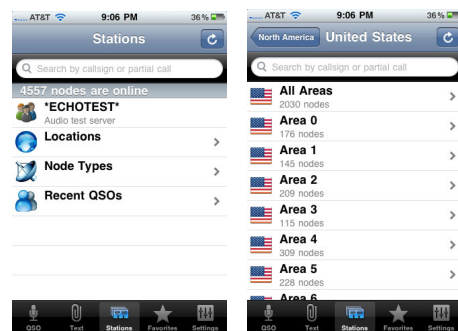 AT&T 9:06 PM 36%
Stations
Search by callsign or partial call
4557 nodes are online
*ECHOTEST*
Audio test server
Locations
Node Types
Recent QSOs
QSO Text Stations Favorites Settings
AT&T 9:06 PM 36%
North America United States
Search by callsign or partial call
All Areas
2030 nodes
Area 0
176 nodes
Area 1
145 nodes
Area 2
209 nodes
Area 3
115 nodes
Area 4
309 nodes
Area 5
228 nodes
Area 6
QSO Text Stations Favorites Settings